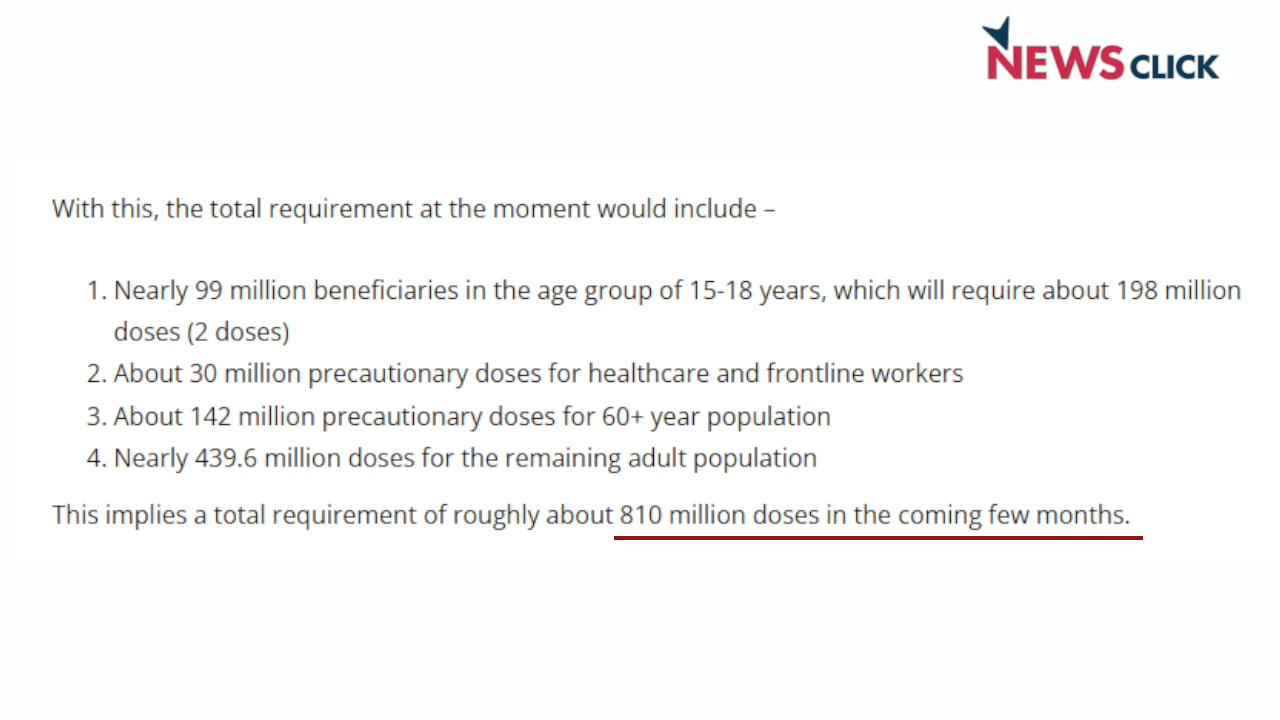 NEWS CLICK
With this, the total requirement at the moment would include –
1. Nearly 99 million beneficiaries in the age group of 15-18 years, which will require about 198 million
doses (2 doses)
2. About 30 million precautionary doses for healthcare and frontline workers
3. About 142 million precautionary doses for 60+ year population
4. Nearly 439.6 million doses for the remaining adult population
This implies a total requirement of roughly about 810 million doses in the coming few months.